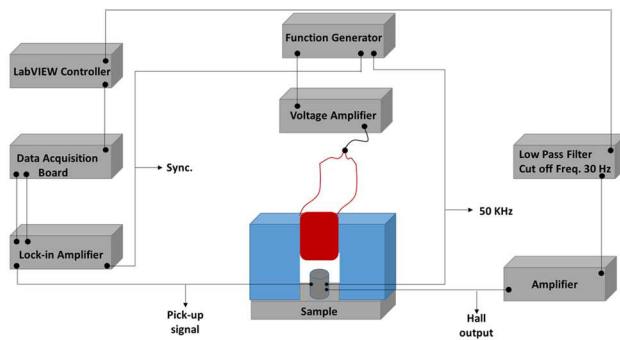 Function Generator
LabVIEW Controller
Voltage Amplifier
Data Acquisition
Board
Low Pass Filter
Cut off Freq. 30 Hz
Sync.
50 KHz
Lock-in Amplifier
Amplifier
Sample
Pick-up
signal
Hall
output